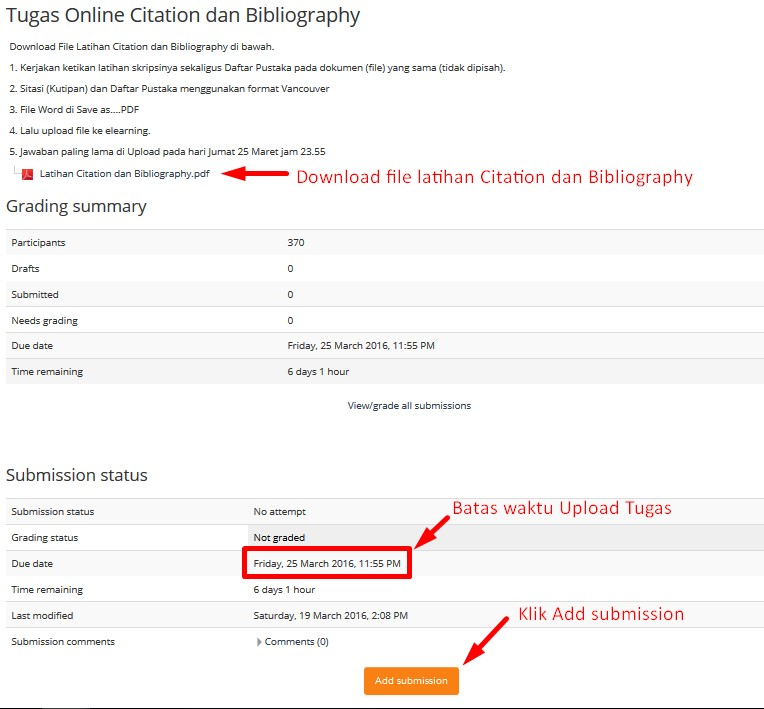 Tugas Online Citation dan Bibliography
Download File Latihan Citation dan Bibliography di bawah.
1. Kerjakan ketikan latihan skripsinya sekaligus Daftar Pustaka pada dokumen (file) yang sama (tidak dipisah).
2. Sitasi (Kutipan) dan Daftar Pustaka menggunakan format Vancouver
3. File Word di Save as....PDF
4. Lalu upload file ke elearning.
5. Jawaban paling lama di Upload pada hari Jumat 25 Maret jam 23.55
Latihan Citation dan Bibliography.pdf
Download file latihan Citation dan Bibliography
Grading summary
Participants 370
Drafts 0
Submitted 0
Needs grading 0
Due date Friday, 25 March 2016, 11:55 PM
Time remaining 6 days 1 hour
View/grade all submissions
Submission status
Batas waktu Upload Tugas
Submission status No attempt
Grading status Not graded
Due date Friday, 25 March 2016, 11:55 PM
Time remaining 6 days 1 hour
Klik Add submission
Last modified Saturday, 19 March 2016, 2:08 PM
Submission comments Comments (0)
Add submission